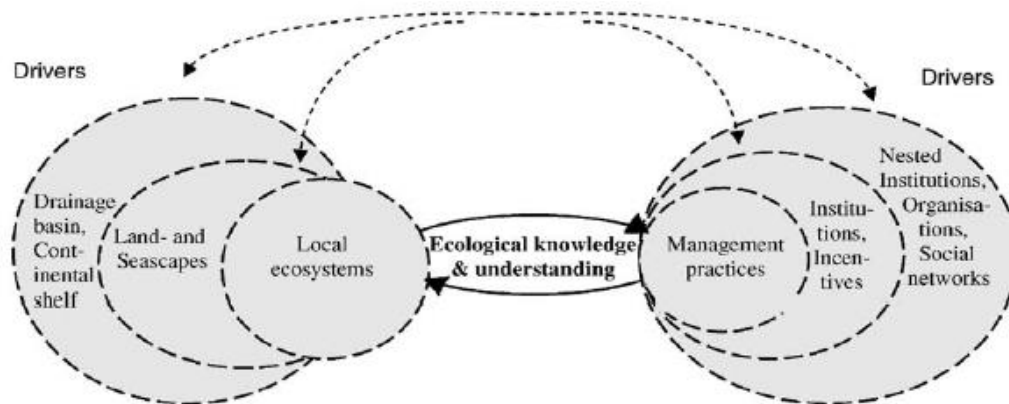 Drivers
Drivers
Drainage
basin,
Cont-
inental
shelf
Land- and
Seascapes
Local
ecosystems
Ecological knowledge
& understanding
Management
practices
Institu-
tions,
Incen-
tives
Nested
Institutions,
Organisa-
tions,
Social
networks